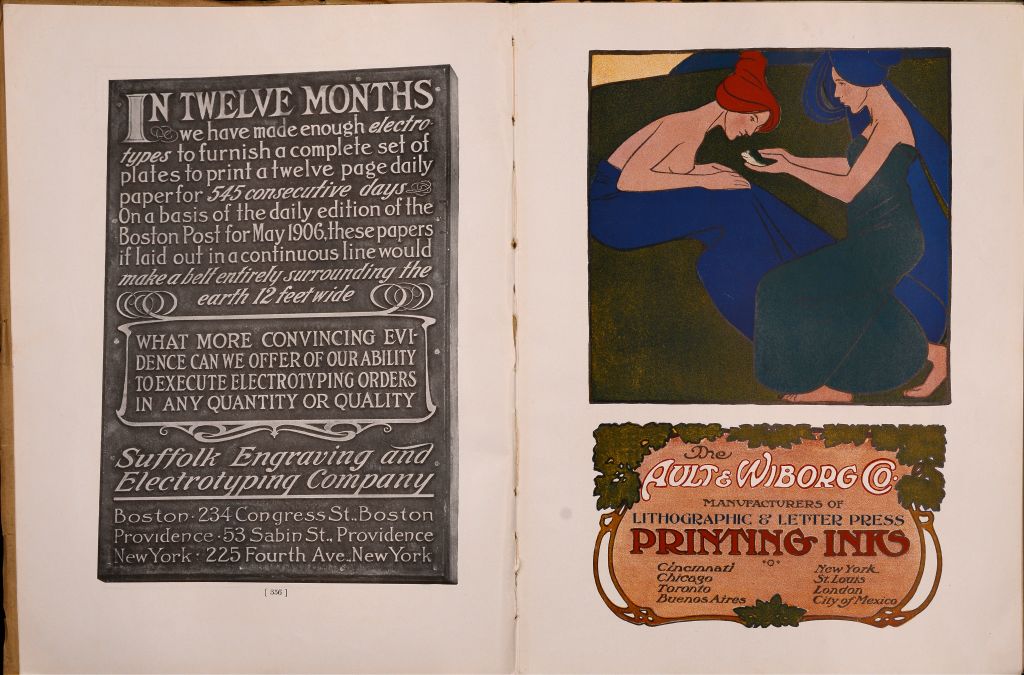 IN TWELVE MONTHS
we have made enough electro-
types to furnish a complete set of
plates to print a twelve page daily
paper for 545 consecutive days
On a basis of the daily edition of the
Boston Post for May 1906, these papers
if laid out in a continuous line would
make a belt entirely surrounding the
earth 12 feet wide
WHAT MORE CONVINCING EVI-
DENCE CAN WE OFFER OF OUR ABILITY
TO EXECUTE ELECTROTYPING ORDERS
IN ANY QUANTITY OR QUALITY
Suffolk Engraving and
Electrotyping Company
Boston · 234 Congress St., Boston
Providence · 53 Sabin St., Providence
New York · 225 Fourth Ave., New York
[ 336 ]
The
AULT & WIBORG CO.
MANUFACTURERS OF
LITHOGRAPHIC & LETTER PRESS
PRINTING INKS
Cincinnati New York
Chicago St. Louis
Toronto London
Buenos Aires City of Mexico